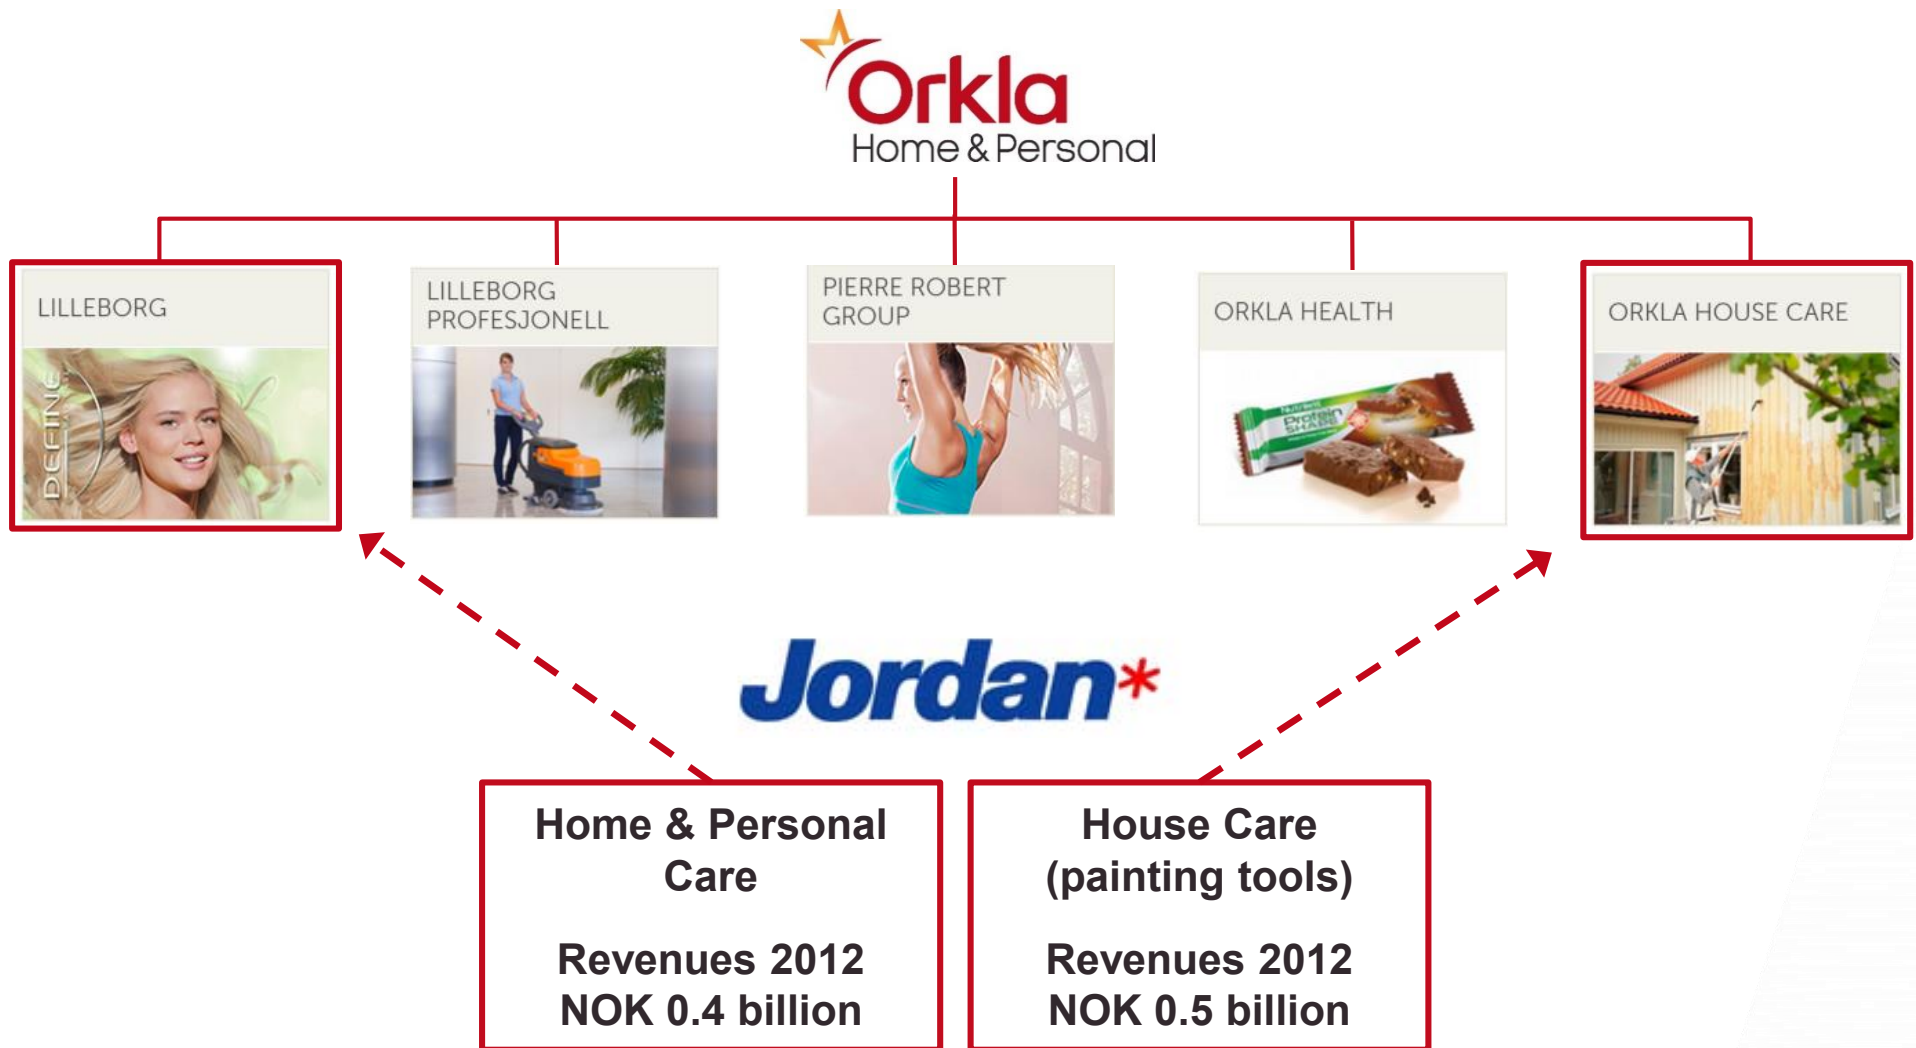 Orkla
Home & Personal
LILLEBORG
LILLEBORG
PROFESJONELL
PIERRE ROBERT
GROUP
ORKLA HEALTH
ORKLA HOUSE CARE
DEFINE
Protein
SHAPE
Jordan*
Home & Personal
Care
Revenues 2012
NOK 0.4 billion
House Care
(painting tools)
Revenues 2012
NOK 0.5 billion